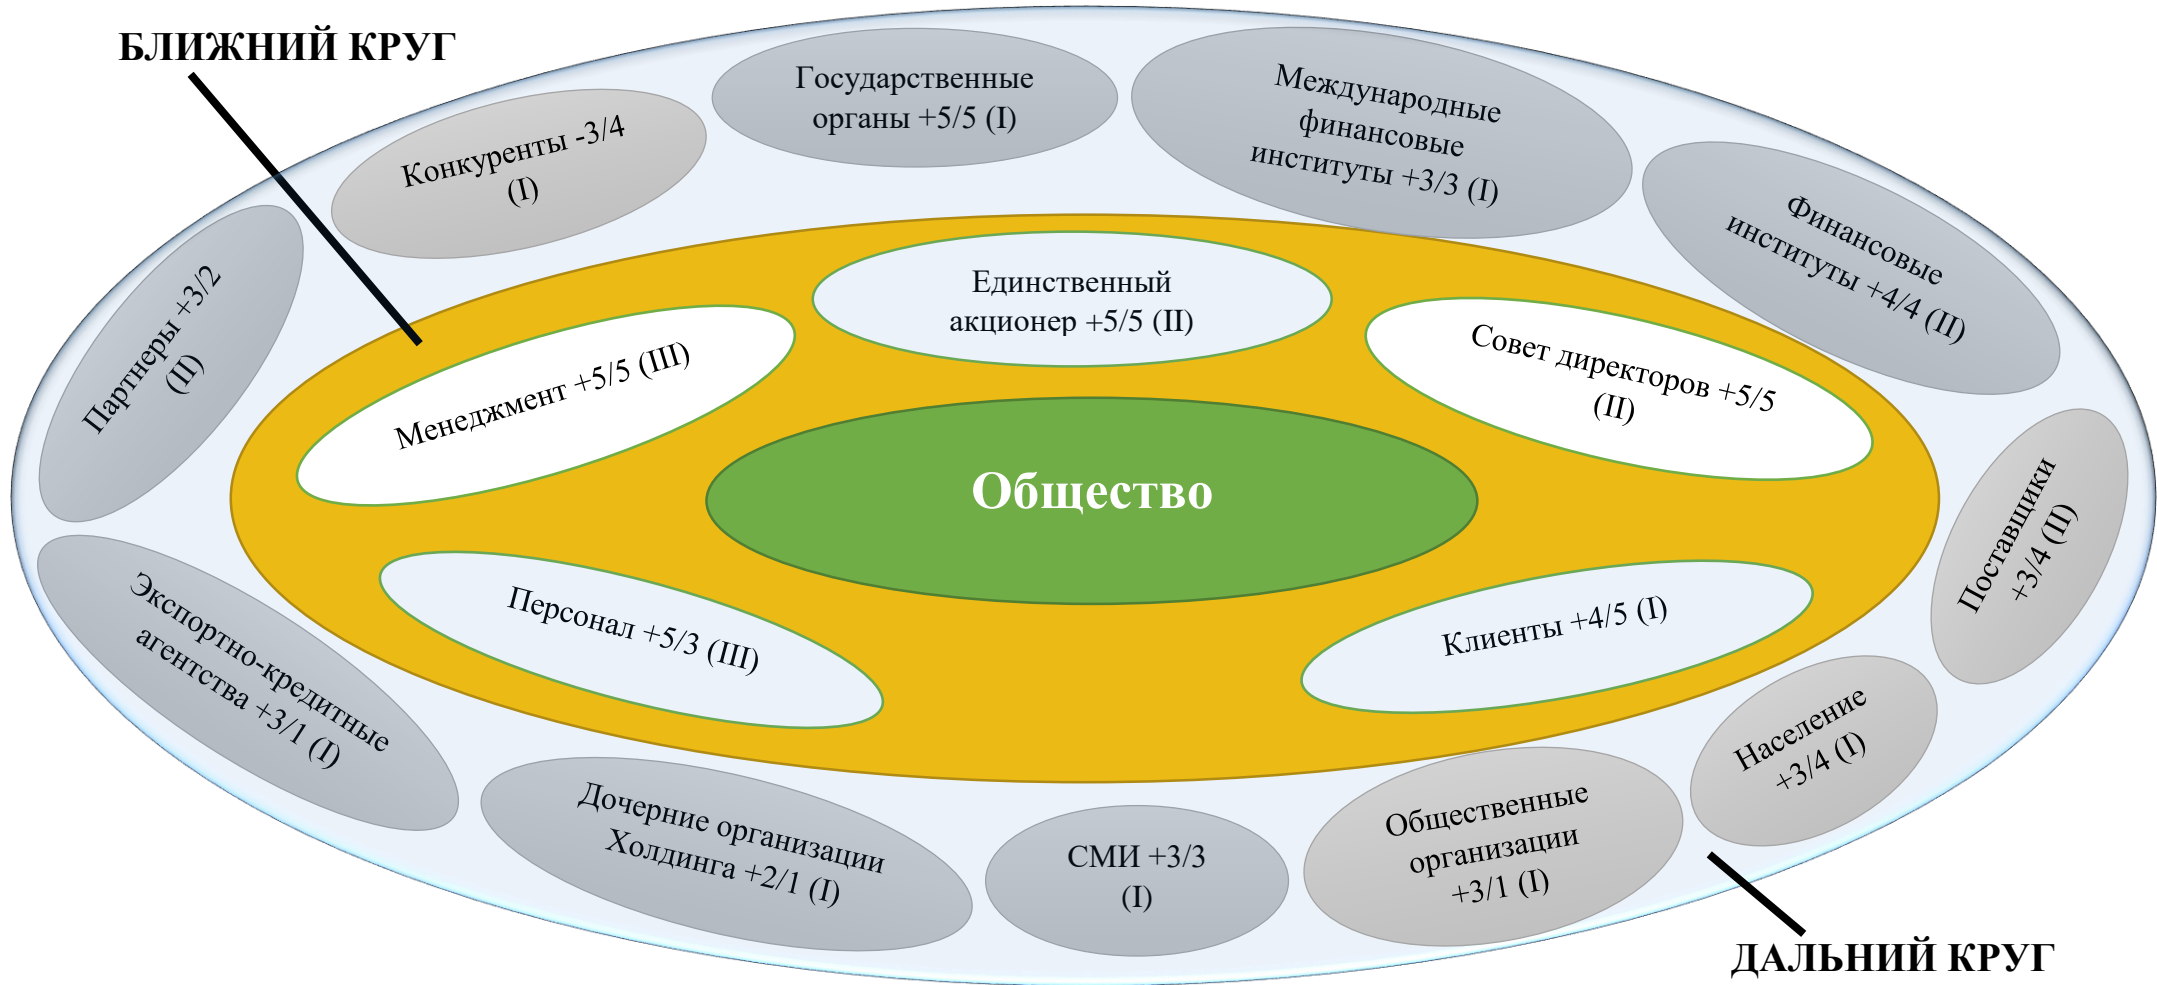 БЛИЖНИЙ КРУГ
Государственные
органы +5/5 (I)
Международные
финансовые
институты +3/3 (I)
Конкуренты -3/4
(I)
Финансовые
институты +4/4 (II)
Партнеры +3/2
(II)
Единственный
акционер +5/5 (II)
Менеджмент +5/5 (III)
Совет директоров +5/5
(II)
Общество
Поставщики
+3/4 (II)
Персонал +5/3 (III)
Клиенты +4/5 (I)
Экспортно-кредитные
агентства +3/1 (I)
Население
+3/4 (I)
Дочерние организации
Холдинга +2/1 (I)
СМИ +3/3
(I)
Общественные
организации
+3/1 (I)
ДАЛЬНИЙ КРУГ